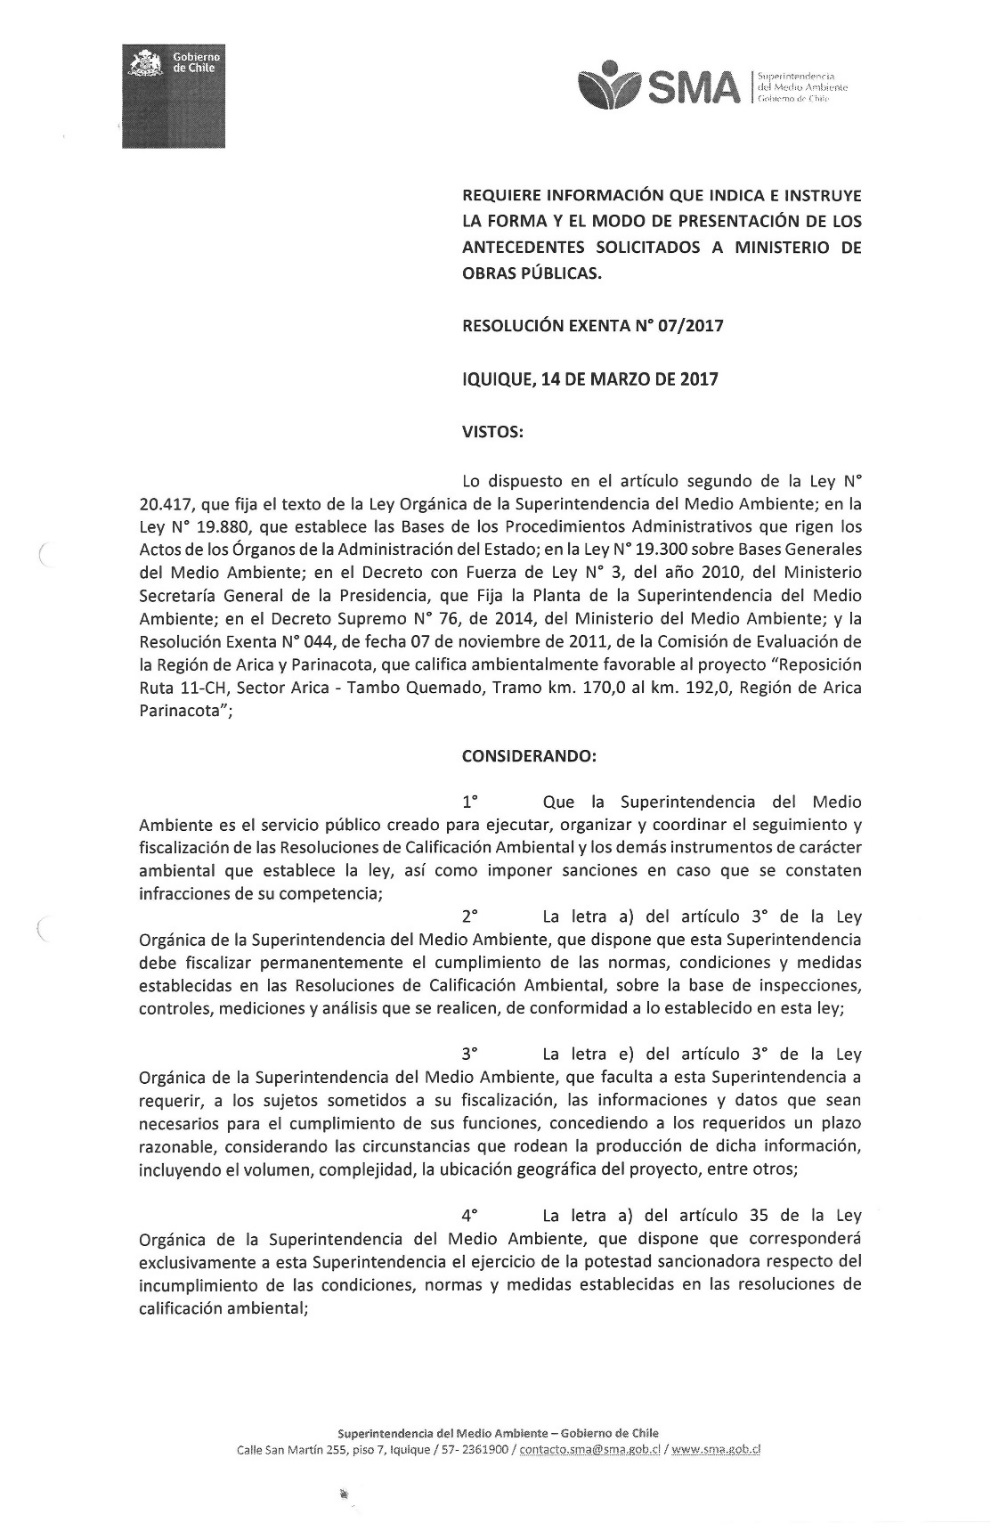 Gobierno
de Chile
SMA
Superintendencia
del Medio Ambiente
Gobierno de Chile
REQUIERE INFORMACIÓN QUE INDICA E INSTRUYE
LA FORMA Y EL MODO DE PRESENTACIÓN DE LOS
ANTECEDENTES SOLICITADOS A MINISTERIO DE
OBRAS PÚBLICAS.
RESOLUCIÓN EXENTA N° 07/2017
IQUIQUE, 14 DE MARZO DE 2017
VISTOS:
Lo dispuesto en el artículo segundo de la Ley N°
20.417, que fija el texto de la Ley Orgánica de la Superintendencia del Medio Ambiente; en la
Ley N° 19.880, que establece las Bases de los Procedimientos Administrativos que rigen los
Actos de los Órganos de la Administración del Estado; en la Ley N° 19.300 sobre Bases Generales
del Medio Ambiente; en el Decreto con Fuerza de Ley N° 3, del año 2010, del Ministerio
Secretaría General de la Presidencia, que Fija la Planta de la Superintendencia del Medio
Ambiente; en el Decreto Supremo N° 76, de 2014, del Ministerio del Medio Ambiente; y la
Resolución Exenta N° 044, de fecha 07 de noviembre de 2011, de la Comisión de Evaluación de
la Región de Arica y Parinacota, que califica ambientalmente favorable al proyecto “Reposición
Ruta 11-CH, Sector Arica - Tambo Quemado, Tramo km. 170,0 al km. 192,0, Región de Arica
Parinacota”;
CONSIDERANDO:
1° Que la Superintendencia del Medio
Ambiente es el servicio público creado para ejecutar, organizar y coordinar el seguimiento y
fiscalización de las Resoluciones de Calificación Ambiental y los demás instrumentos de carácter
ambiental que establece la ley, así como imponer sanciones en caso que se constaten
infracciones de su competencia;
2° La letra a) del artículo 3° de la Ley
Orgánica de la Superintendencia del Medio Ambiente, que dispone que esta Superintendencia
debe fiscalizar permanentemente el cumplimiento de las normas, condiciones y medidas
establecidas en las Resoluciones de Calificación Ambiental, sobre la base de inspecciones,
controles, mediciones y análisis que se realicen, de conformidad a lo establecido en esta ley;
3° La letra e) del artículo 3° de la Ley
Orgánica de la Superintendencia del Medio Ambiente, que faculta a esta Superintendencia a
requerir, a los sujetos sometidos a su fiscalización, las informaciones y datos que sean
necesarios para el cumplimiento de sus funciones, concediendo a los requeridos un plazo
razonable, considerando las circunstancias que rodean la producción de dicha información,
incluyendo el volumen, complejidad, la ubicación geográfica del proyecto, entre otros;
4° La letra a) del artículo 35 de la Ley
Orgánica de la Superintendencia del Medio Ambiente, que dispone que corresponderá
exclusivamente a esta Superintendencia el ejercicio de la potestad sancionadora respecto del
incumplimiento de las condiciones, normas y medidas establecidas en las resoluciones de
calificación ambiental;
Superintendencia del Medio Ambiente – Gobierno de Chile
Calle San Martín 255, piso 7, Iquique / 57- 2361900 / contacto.sma@sma.gob.cl / www.sma.gob.cl